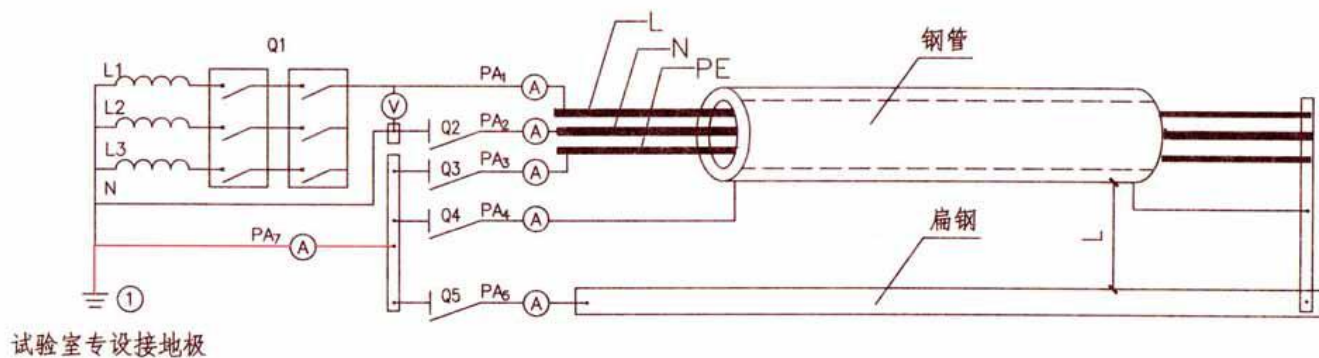 Q1
L1
L2
L3
N
V
PA₁ A
Q2 PA₂ A
Q3 PA₃ A
Q4 PA₄ A
PA₇ A
Q5 PA₆ A
L
N
PE
钢管
扁钢
L
①
试验室专设接地极